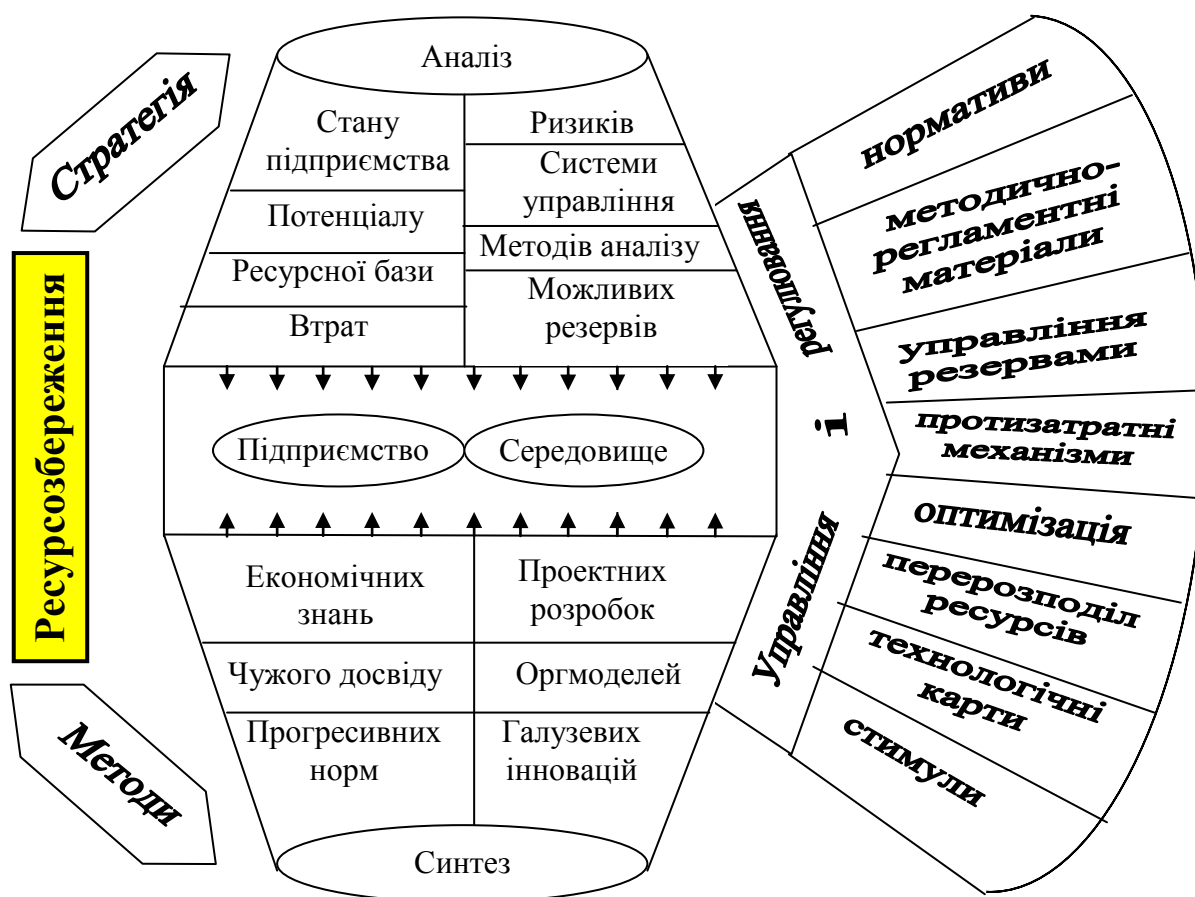 Стратегія
Ресурсозбереження
Методи
Аналіз
Стану
підприємства
Потенціалу
Ресурсної бази
Втрат
Ризиків
Системи
управління
Методів аналізу
Можливих
резервів
Підприємство
Середовище
Економічних
знань
Чужого досвіду
Прогресивних
норм
Проектних
розробок
Оргмоделей
Галузевих
інновацій
Синтез
Управління і регулювання
нормативи
методично-
регламентні
матеріали
управління
резервами
протизатратні
механізми
оптимізація
перерозподіл
ресурсів
технологічні
карти
стимули